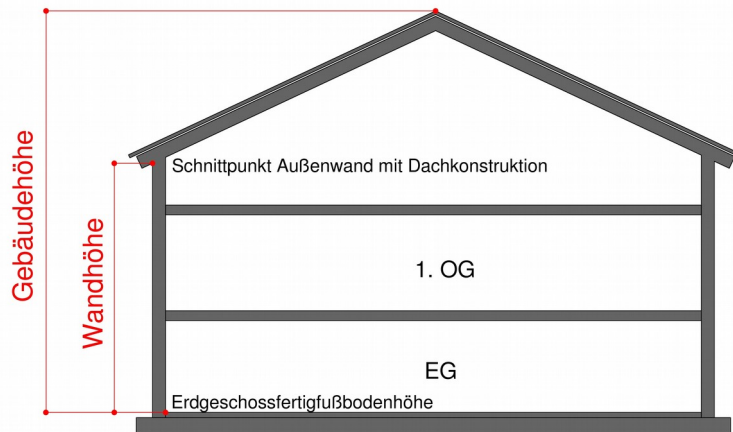 Gebäudehöhe
Wandhöhe
Schnittpunkt Außenwand mit Dachkonstruktion
1. OG
EG
Erdgeschossfertigfußbodenhöhe